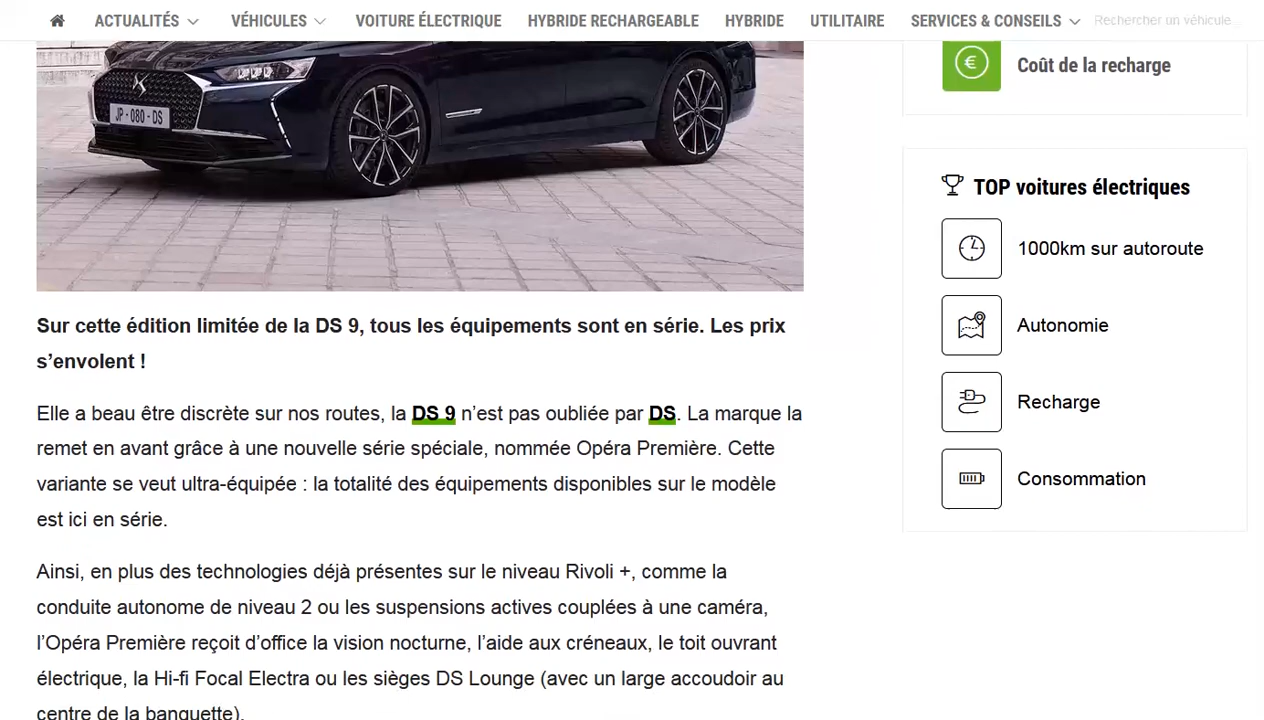 ACTUALITÉS VÉHICULES VOITURE ÉLECTRIQUE HYBRIDE RECHARGEABLE HYBRIDE UTILITAIRE SERVICES & CONSEILS Rechercher un véhicule...
JP-080-DS
Sur cette édition limitée de la DS 9, tous les équipements sont en série. Les prix
s’envolent !
Elle a beau être discrète sur nos routes, la DS 9 n’est pas oubliée par DS. La marque la
remet en avant grâce à une nouvelle série spéciale, nommée Opéra Première. Cette
variante se veut ultra-équipée : la totalité des équipements disponibles sur le modèle
est ici en série.
Ainsi, en plus des technologies déjà présentes sur le niveau Rivoli +, comme la
conduite autonome de niveau 2 ou les suspensions actives couplées à une caméra,
l’Opéra Première reçoit d’office la vision nocturne, l’aide aux créneaux, le toit ouvrant
électrique, la Hi-fi Focal Electra ou les sièges DS Lounge (avec un large accoudoir au
centre de la banquette).
€
Coût de la recharge
TOP voitures électriques
1000km sur autoroute
Autonomie
Recharge
Consommation